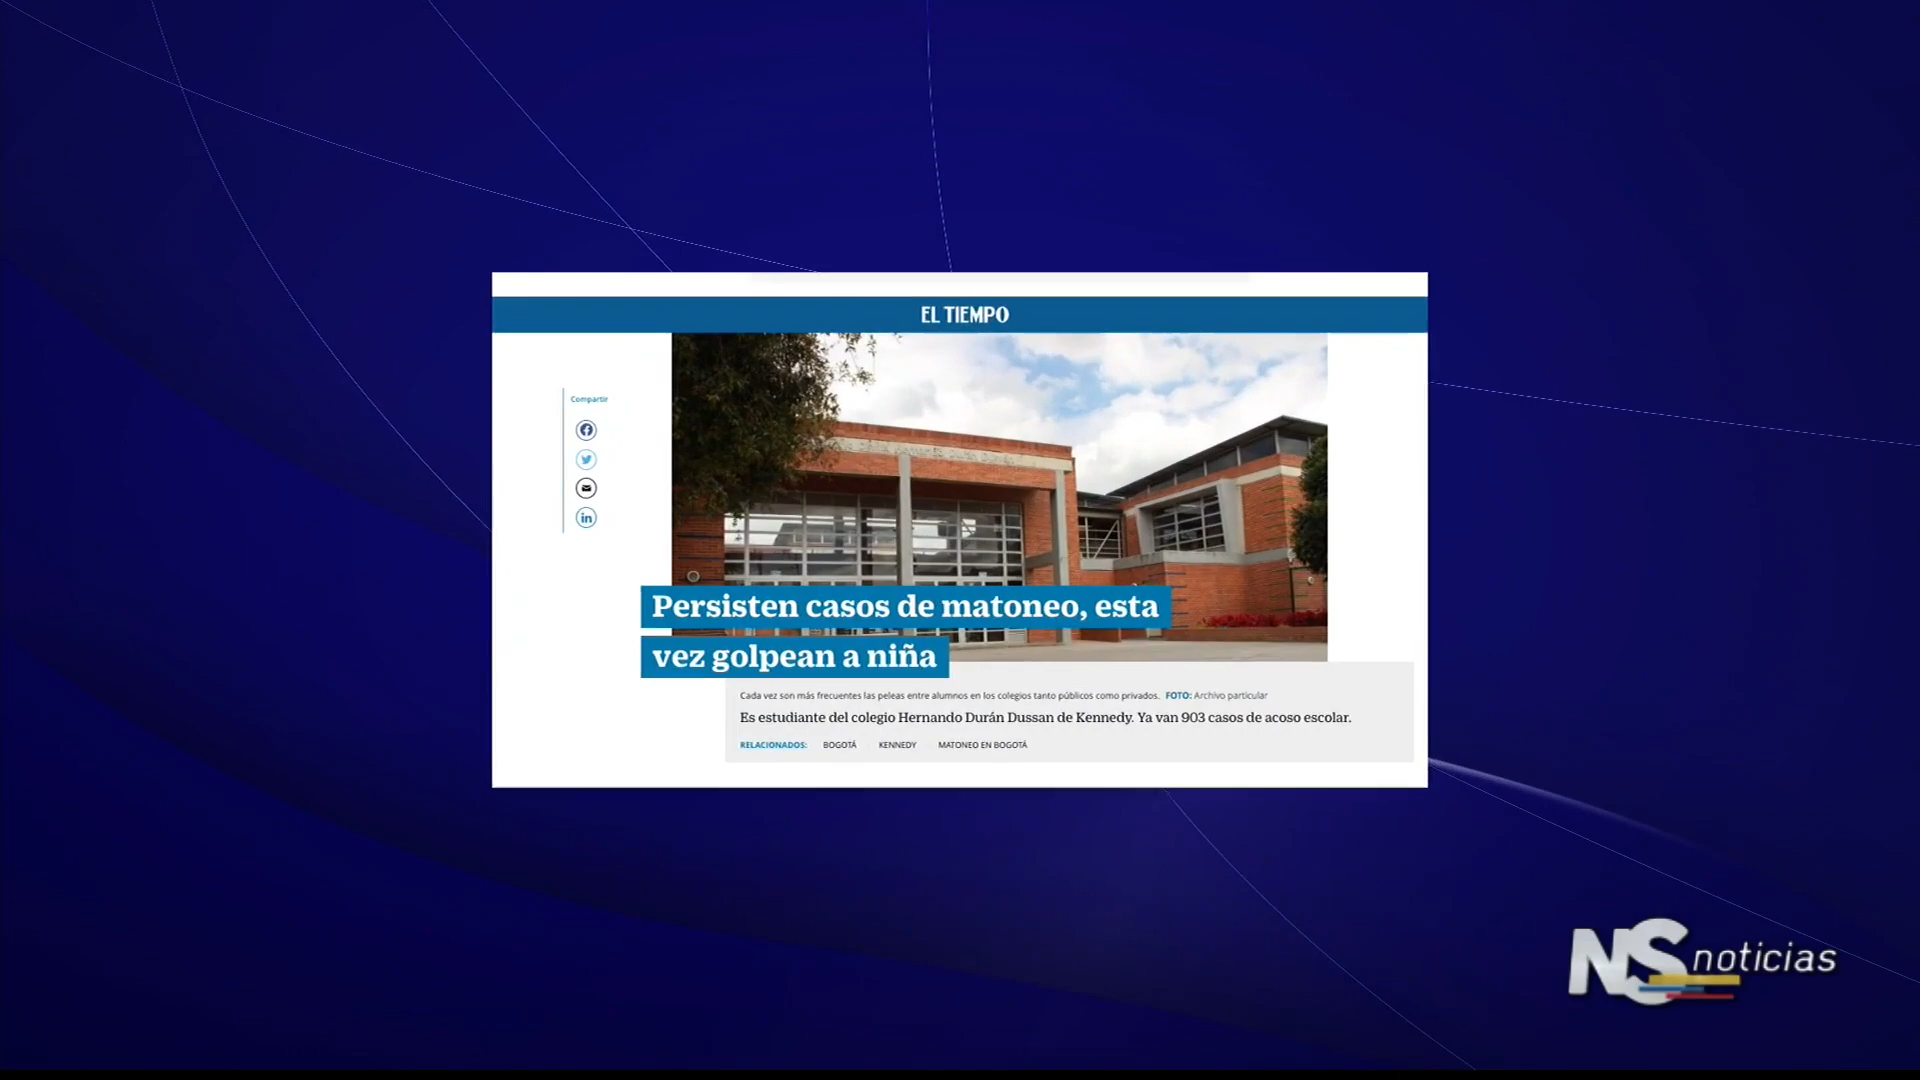 EL TIEMPO
Compartir
Persisten casos de matoneo, esta
vez golpean a niña
Cada vez son más frecuentes las peleas entre alumnos en los colegios tanto públicos como privados. FOTO: Archivo particular
Es estudiante del colegio Hernando Durán Dussan de Kennedy. Ya van 903 casos de acoso escolar.
RELACIONADOS: BOGOTÁ KENNEDY MATONEO EN BOGOTÁ
NS noticias